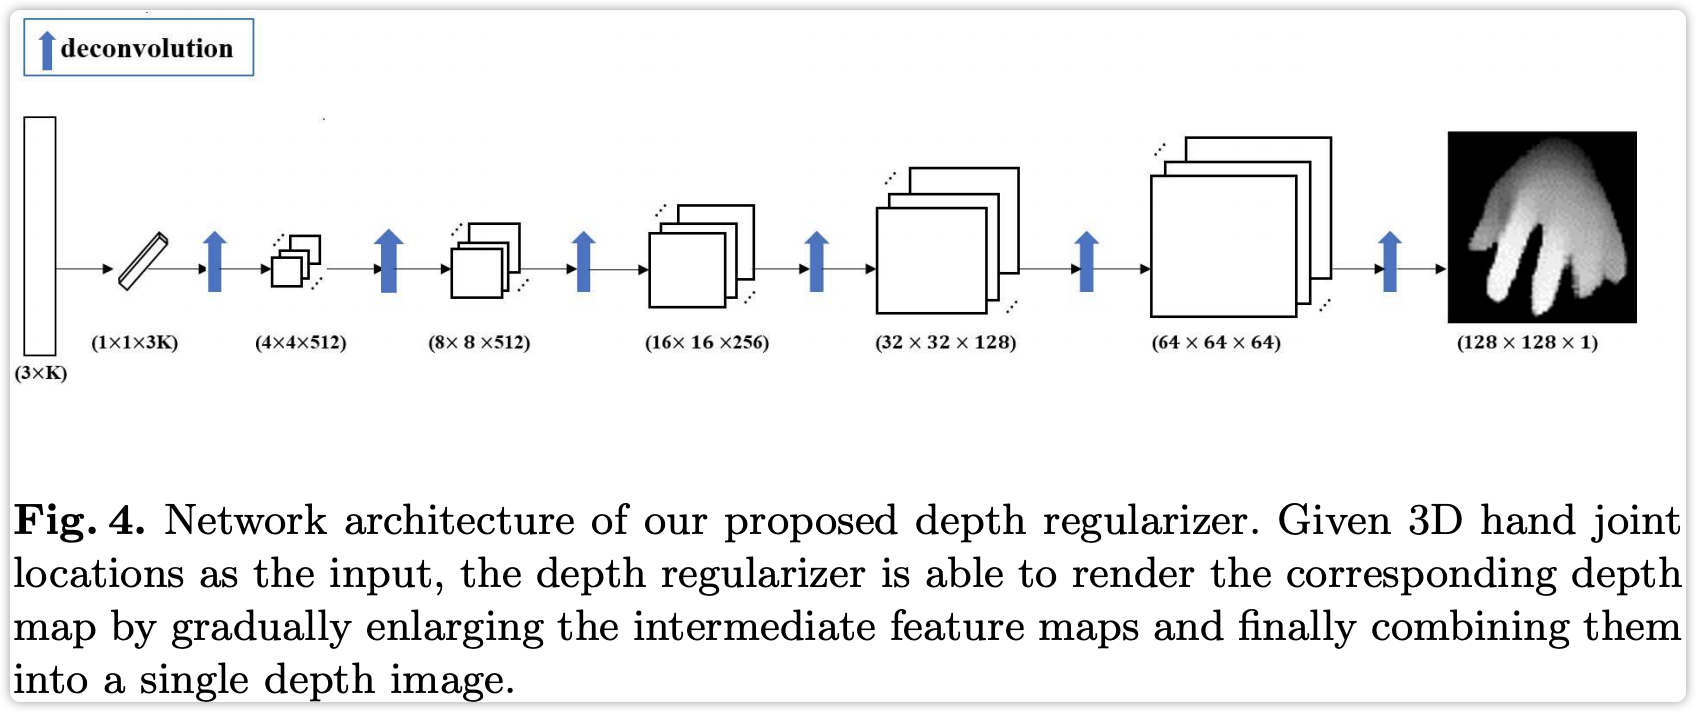 deconvolution
(3×K)
(1×1×3K)
(4×4×512)
(8× 8 ×512)
(16× 16 ×256)
(32 × 32 × 128)
(64 × 64 × 64)
(128 × 128 × 1)
Fig. 4. Network architecture of our proposed depth regularizer. Given 3D hand joint
locations as the input, the depth regularizer is able to render the corresponding depth
map by gradually enlarging the intermediate feature maps and finally combining them
into a single depth image.